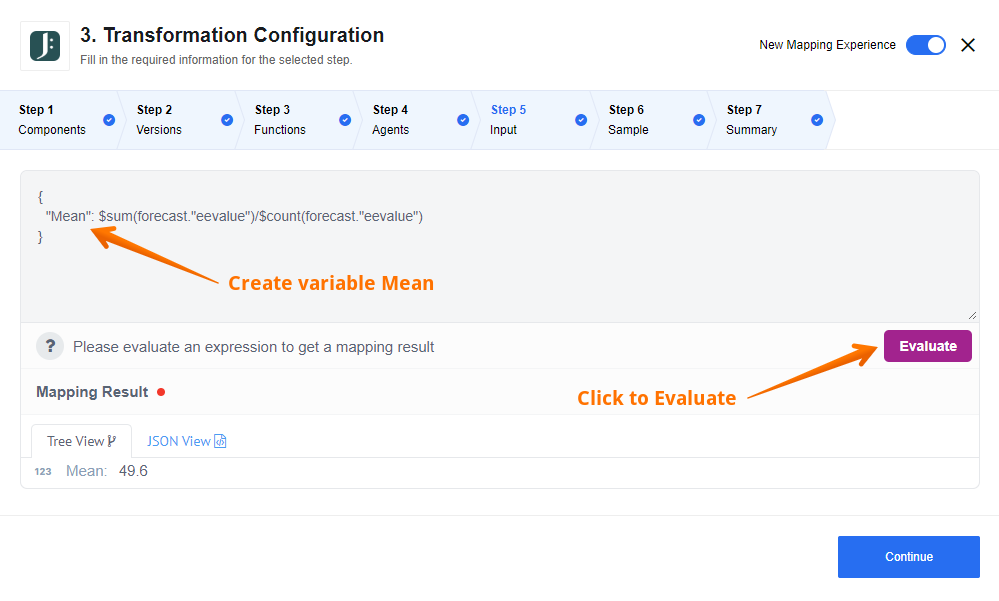 3. Transformation Configuration
Fill in the required information for the selected step.
New Mapping Experience
Step 1
Components
Step 2
Versions
Step 3
Functions
Step 4
Agents
Step 5
Input
Step 6
Sample
Step 7
Summary
{
"Mean": $sum(forecast."eevalue")/$count(forecast."eevalue")
}
Create variable Mean
? Please evaluate an expression to get a mapping result
Evaluate
Click to Evaluate
Mapping Result
Tree View
JSON View
123 Mean: 49.6
Continue